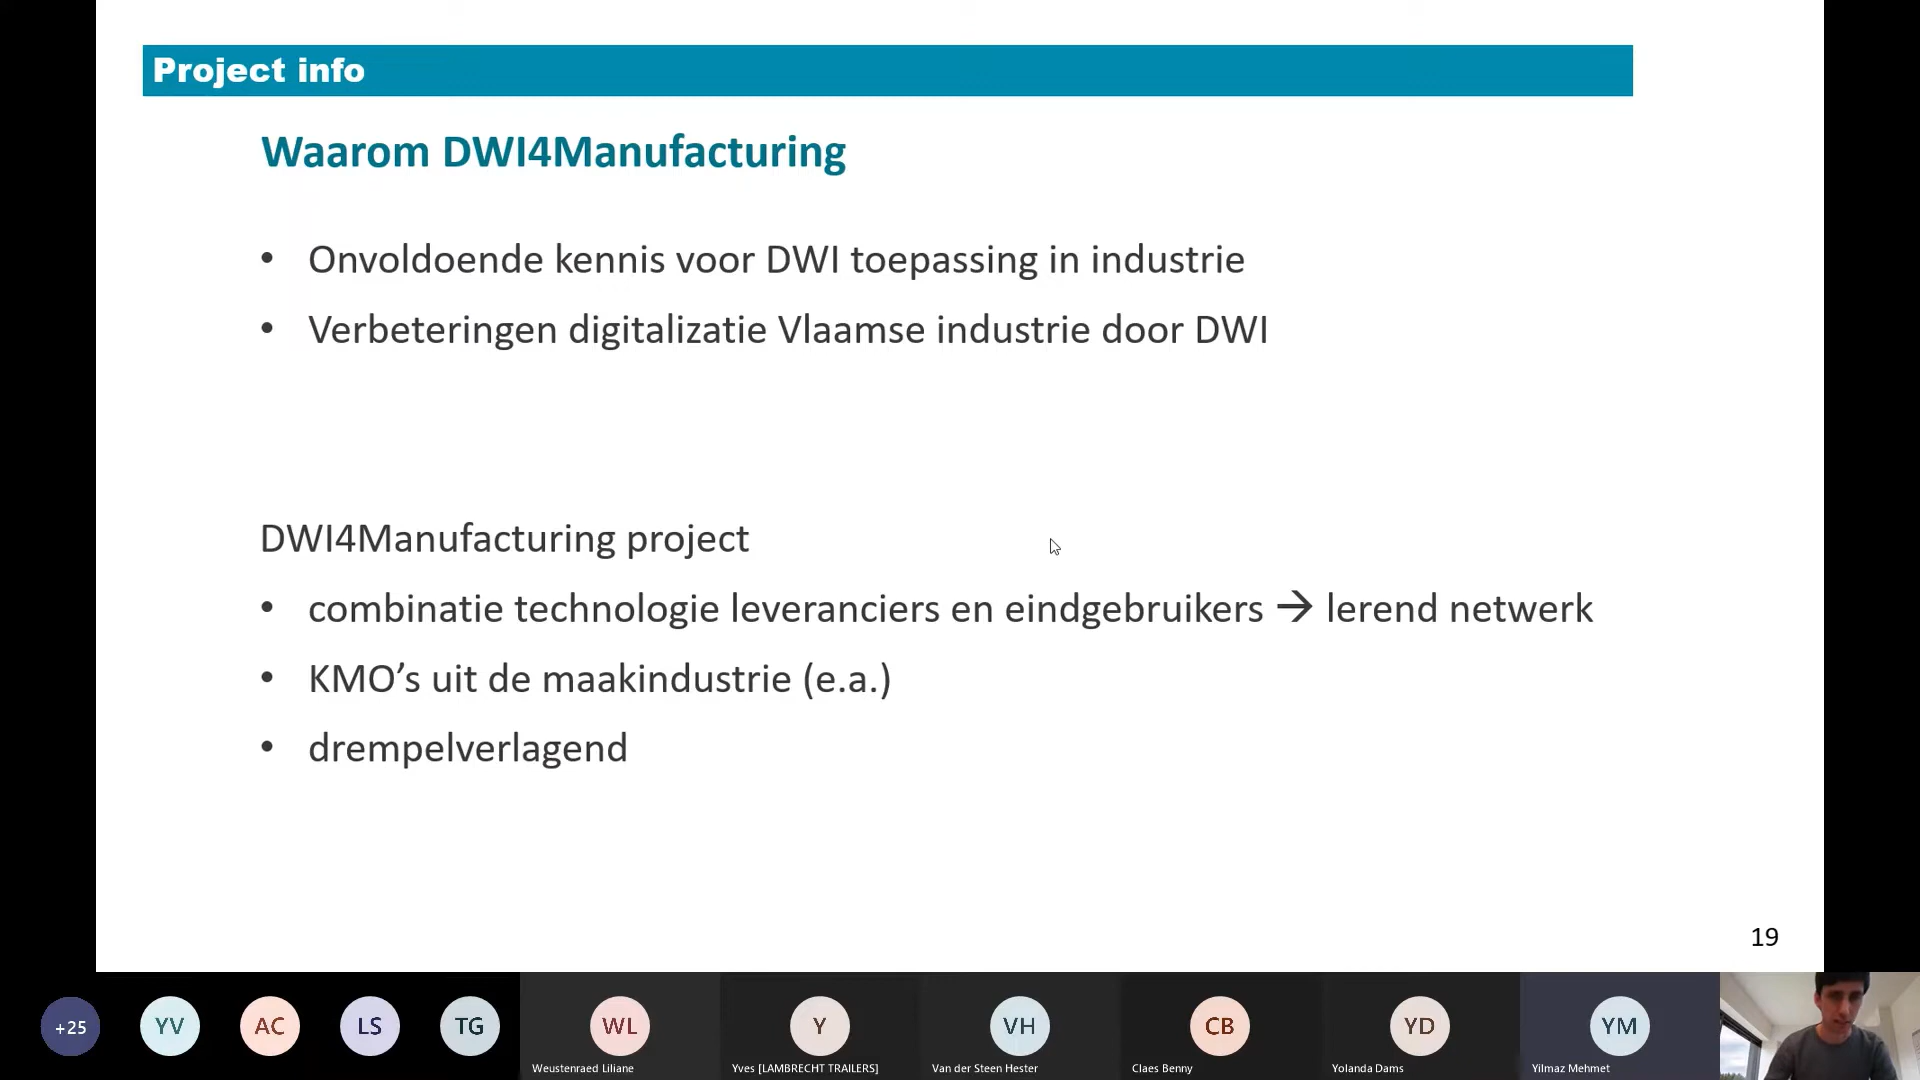 Project info
Waarom DWI4Manufacturing
• Onvoldoende kennis voor DWI toepassing in industrie
• Verbeteringen digitalizatie Vlaamse industrie door DWI
DWI4Manufacturing project
• combinatie technologie leveranciers en eindgebruikers → lerend netwerk
• KMO’s uit de maakindustrie (e.a.)
• drempelverlagend
19
+25 YV AC LS TG WL Y VH CB YD YM
Weustenraed Liliane Yves [LAMBRECHT TRAILERS] Van der Steen Hester Claes Benny Yolanda Dams Yilmaz Mehmet